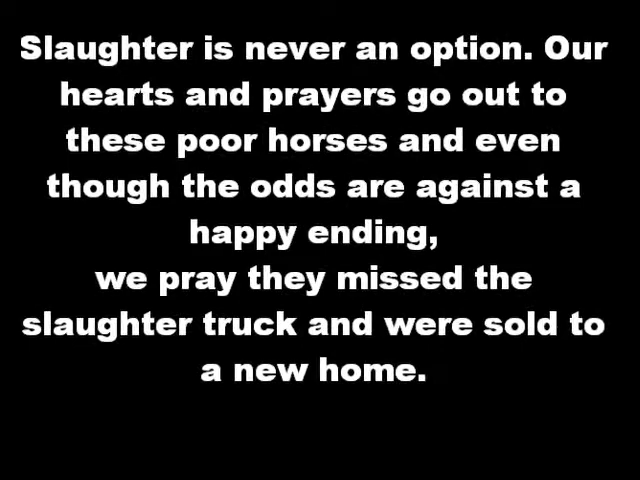 Slaughter is never an option. Our
hearts and prayers go out to
these poor horses and even
though the odds are against a
happy ending,
we pray they missed the
slaughter truck and were sold to
a new home.